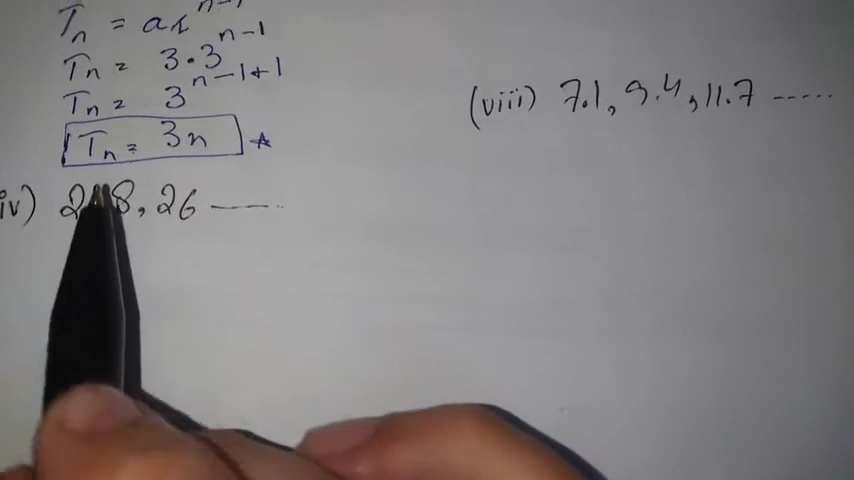 Tn = ar^n-1
Tn = 3.3^n-1
Tn = 3^n-1+1
Tn = 3n *
iv) 2, 8, 26 ——...
(viii) 7.1, 9.4, 11.7 -----